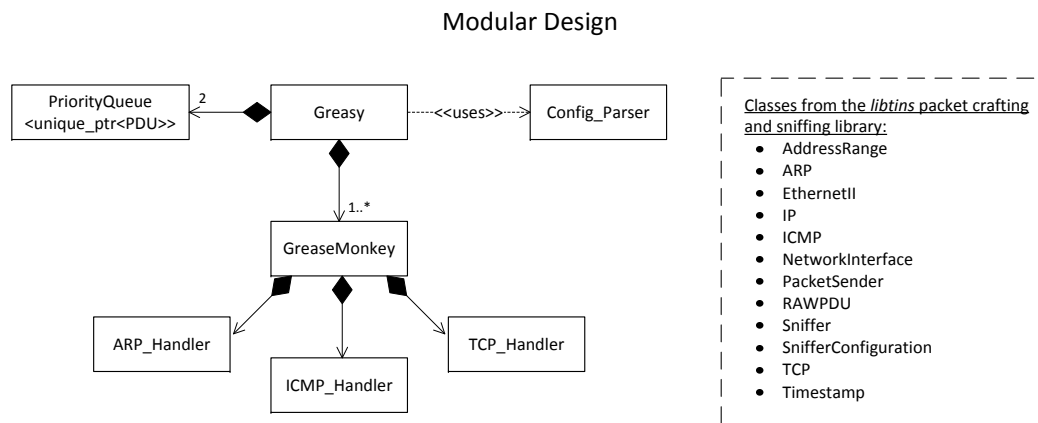 Modular Design
PriorityQueue
<unique_ptr<PDU>>
2
Greasy
<<uses>>
Config_Parser
1..*
GreaseMonkey
ARP_Handler
ICMP_Handler
TCP_Handler
Classes from the libtins packet crafting
and sniffing library:
• AddressRange
• ARP
• EthernetII
• IP
• ICMP
• NetworkInterface
• PacketSender
• RAWPDU
• Sniffer
• SnifferConfiguration
• TCP
• Timestamp